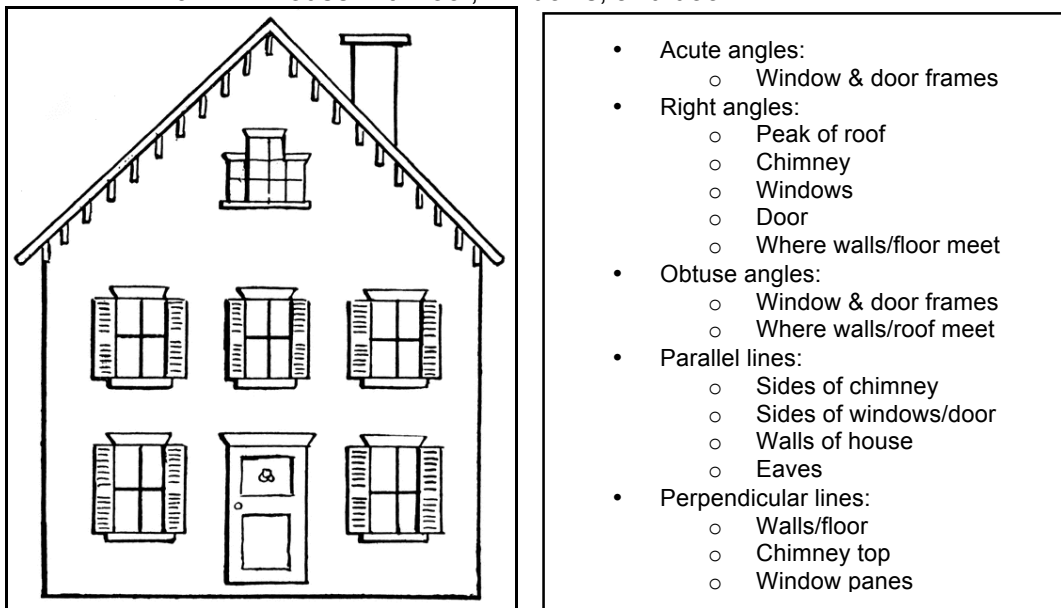 • Acute angles:
o Window & door frames
• Right angles:
o Peak of roof
o Chimney
o Windows
o Door
o Where walls/floor meet
• Obtuse angles:
o Window & door frames
o Where walls/roof meet
• Parallel lines:
o Sides of chimney
o Sides of windows/door
o Walls of house
o Eaves
• Perpendicular lines:
o Walls/floor
o Chimney top
o Window panes